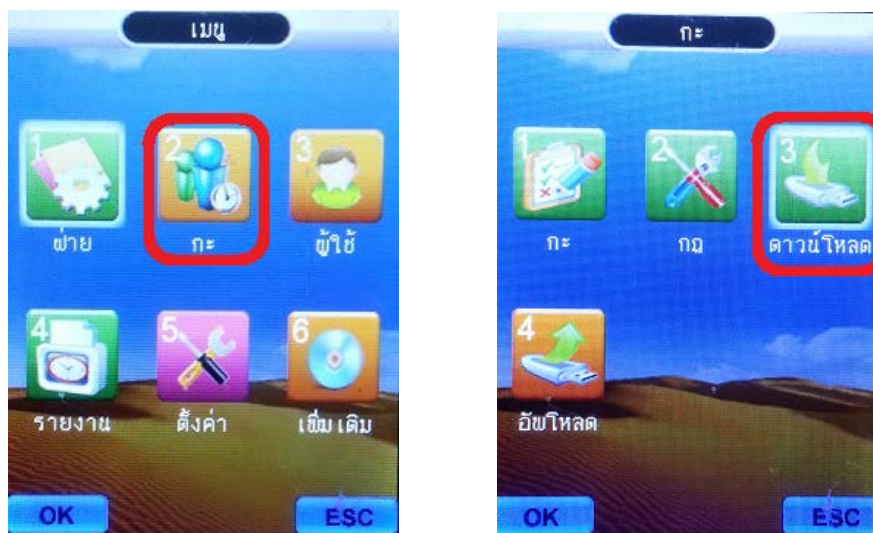 เมนู
1
2
3
ฝ่าย
กะ
ผู้ใช้
4
5
6
รายงาน
ตั้งค่า
เพิ่มเติม
OK
ESC
กะ
1
2
3
กะ
กฎ
ดาวน์โหลด
4
อัพโหลด
OK
ESC